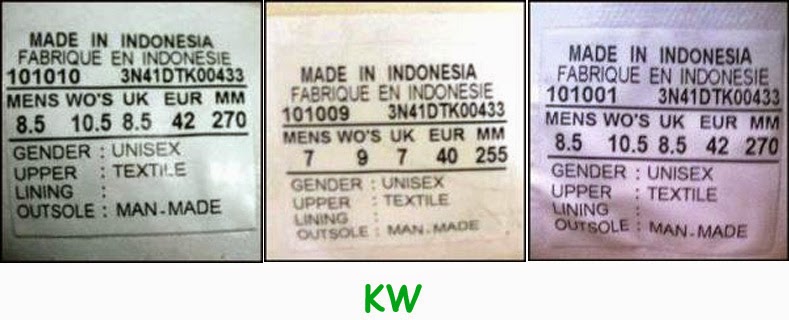 MADE IN INDONESIA
FABRIQUE EN INDONESIE
101010 3N41DTK00433
MENS WO'S UK EUR MM
8.5 10.5 8.5 42 270
GENDER : UNISEX
UPPER : TEXTILE
LINING :
OUTSOLE : MAN-MADE
MADE IN INDONESIA
FABRIQUE EN INDONESIE
101009 3N41DTK00433
MENS WO'S UK EUR MM
7 9 7 40 255
GENDER : UNISEX
UPPER : TEXTILE
LINING :
OUTSOLE : MAN-MADE
MADE IN INDONESIA
FABRIQUE EN INDONESIE
101001 3N41DTK00433
MENS WO'S UK EUR MM
8.5 10.5 8.5 42 270
GENDER : UNISEX
UPPER : TEXTILE
LINING :
OUTSOLE : MAN-MADE
KW